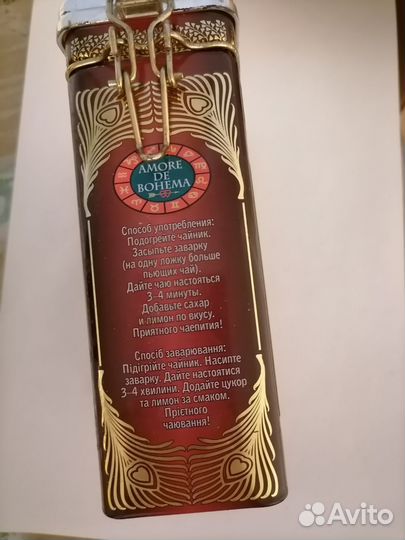 AMORE
DE
BOHEMA
Способ употребления:
Подогрейте чайник.
Засыпьте заварку
(на одну ложку больше
пьющих чай).
Дайте чаю настояться
3–4 минуты.
Добавьте сахар
и лимон по вкусу.
Приятного чаепития!
Спосіб заварювання:
Підігрійте чайник. Насипте
заварку. Дайте настоятися
3–4 хвилини. Додайте цукор
та лимон за смаком.
Прієтного
чаювання!
Avito